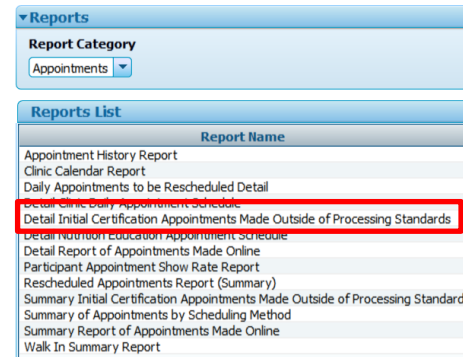 Reports
Report Category
Appointments
Reports List
Report Name
Appointment History Report
Clinic Calendar Report
Daily Appointments to be Rescheduled Detail
Detail Clinic Daily Appointment Schedule
Detail Initial Certification Appointments Made Outside of Processing Standards
Detail Nutrition Education Appointment Schedule
Detail Report of Appointments Made Online
Participant Appointment Show Rate Report
Rescheduled Appointments Report (Summary)
Summary Initial Certification Appointments Made Outside of Processing Standard
Summary of Appointments by Scheduling Method
Summary Report of Appointments Made Online
Walk In Summary Report